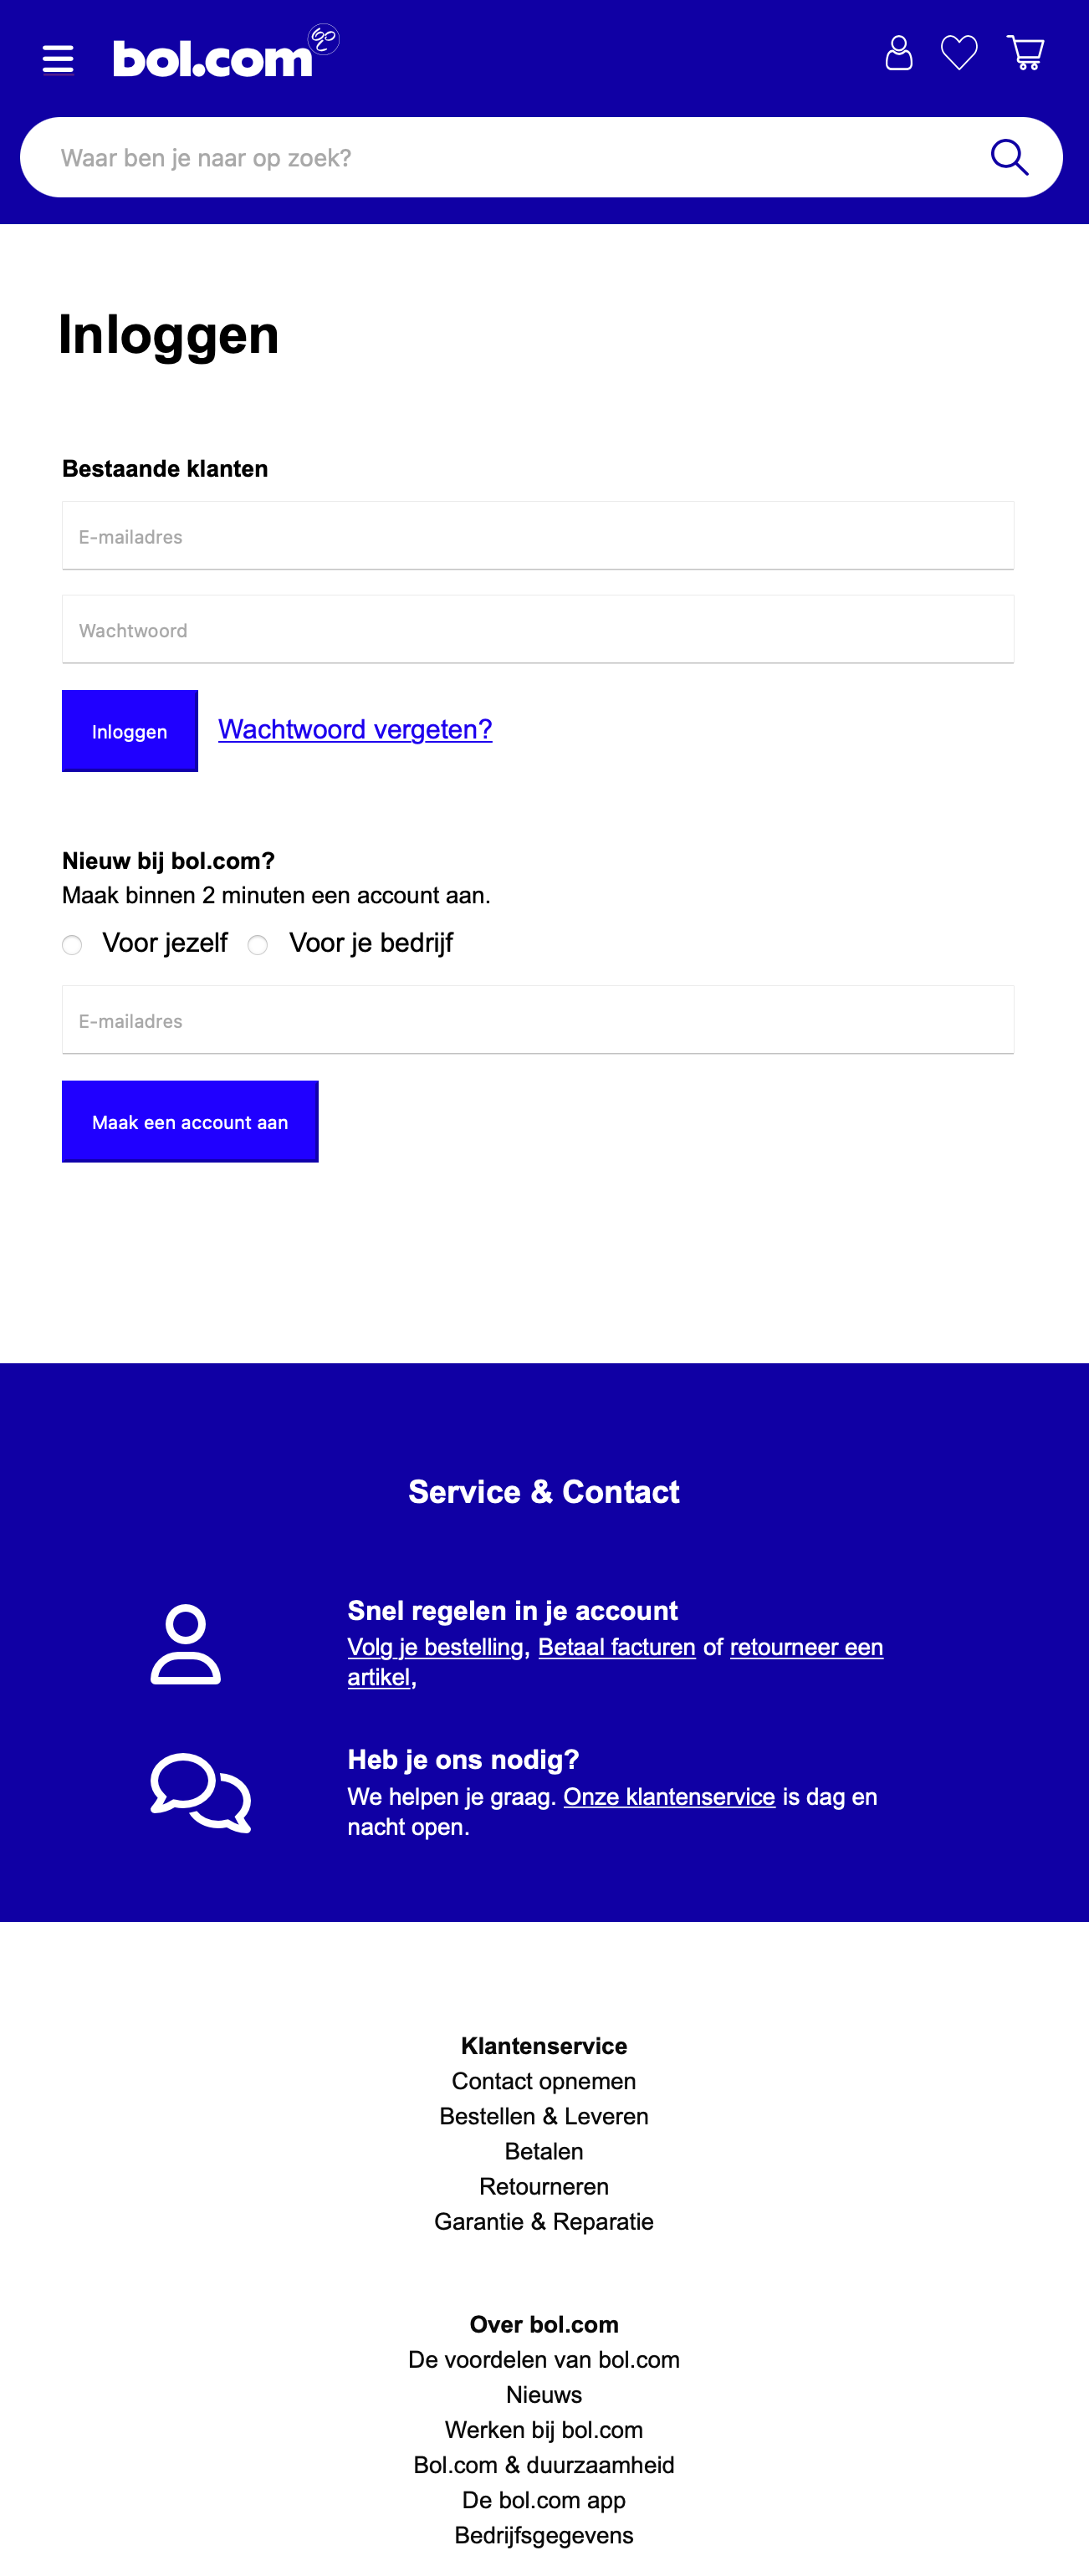 bol.com
Waar ben je naar op zoek?
Inloggen
Bestaande klanten
E-mailadres
Wachtwoord
Inloggen Wachtwoord vergeten?
Nieuw bij bol.com?
Maak binnen 2 minuten een account aan.
Voor jezelf Voor je bedrijf
E-mailadres
Maak een account aan
Service & Contact
Snel regelen in je account
Volg je bestelling, Betaal facturen of retourneer een
artikel,
Heb je ons nodig?
We helpen je graag. Onze klantenservice is dag en
nacht open.
Klantenservice
Contact opnemen
Bestellen & Leveren
Betalen
Retourneren
Garantie & Reparatie
Over bol.com
De voordelen van bol.com
Nieuws
Werken bij bol.com
Bol.com & duurzaamheid
De bol.com app
Bedrijfsgegevens